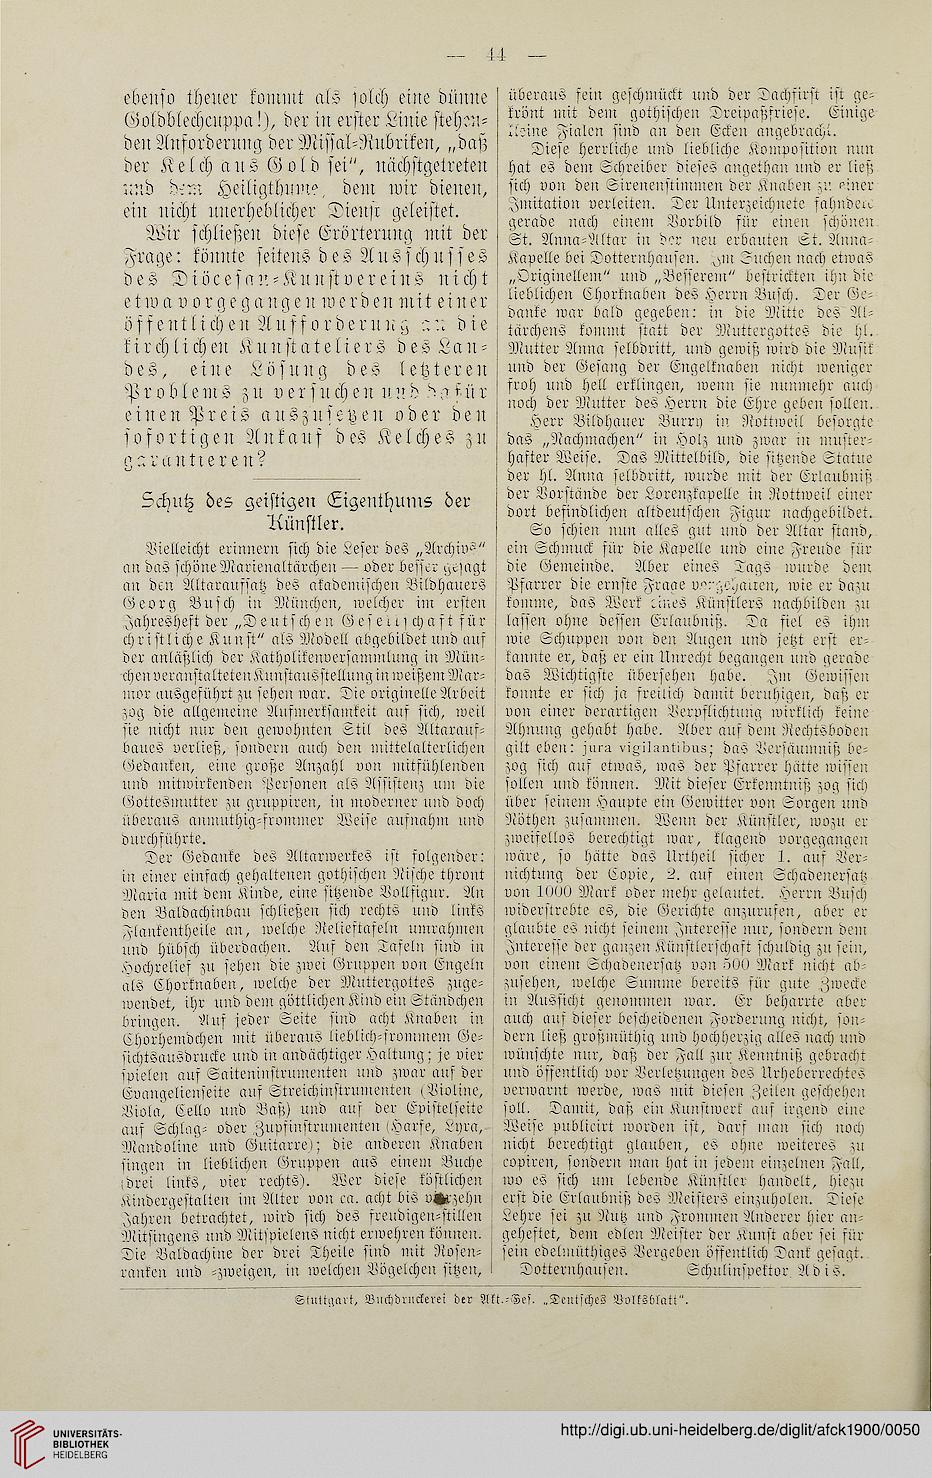 — 44 —
ebenso theuer kommt als solch eine dünne
Goldblechcuppa!), der in erster Linie stehen-
den Anforderung der Missal-Rubriken, „daß
der Kelch aus Gold sei“, nächstgetreten
und dem Heiligthume, dem wir dienen,
ein nicht unerheblicher Dienst geleistet.
Wir schließen diese Erörterung mit der
Frage: könnte seitens des Ausschusses
des Diöcesan-Kunstvereins nicht
etwa vorgegangen werden mit einer
öffentlichen Aufforderung an die
kirchlichen Kunstateliers des Lan-
des, eine Lösung des letzteren
Problems zu versuchen und dafür
einen Preis auszusetzen oder den
sofortigen Ankauf des Kelches zu
garantieren?
Schutz des geistigen Eigenthums der
Künstler.
Vielleicht erinnern sich die Leser des „Archivs“
an das schöne Marienaltärchen — oder besser gesagt
an den Altaraufsatz des akademischen Bildhauers
Georg Busch in München, welcher im ersten
Jahresheft der „Deutschen Gesellschaft für
christliche Kunst“ als Modell abgebildet und auf
der anläßlich der Katholikenversammlung in Mün-
chen veranstalteten Kunstausstellung in weißem Mar-
mor ausgeführt zu sehen war. Die originelle Arbeit
zog die allgemeine Aufmerksamkeit auf sich, weil
sie nicht nur den gewohnten Stil des Altarauf-
baues verließ, sondern auch den mittelalterlichen
Gedanken, eine große Anzahl von mitfühlenden
und mitwirkenden Personen als Assistenz um die
Gottesmutter zu gruppiren, in moderner und doch
überaus anmuthig-frommer Weise aufnahm und
durchführte.
Der Gedanke des Altarwerkes ist folgender:
in einer einfach gehaltenen gothischen Nische thront
Maria mit dem Kinde, eine sitzende Vollfigur. An
den Baldachinbau schließen sich rechts und links
Flankentheile an, welche Relieftafeln umrahmen
und hübsch überdachen. Auf den Tafeln sind in
Hochrelief zu sehen die zwei Gruppen von Engeln
als Chorknaben, welche der Muttergottes zuge-
wendet, ihr und dem göttlichen Kind ein Ständchen
bringen. Auf jeder Seite sind acht Knaben in
Chorhemdchen mit überaus lieblich-frommem Ge-
sichtsausdrucke und in andächtiger Haltung; je vier
spielen auf Saiteninstrumenten und zwar auf der
Evangelienseite auf Streichinstrumenten (Violine,
Viola, Cello und Baß) und auf der Epistelseite
auf Schlag- oder Zupfinstrumenten (Harfe, Lyra,
Mandoline und Guitarre); die anderen Knaben
singen in lieblichen Gruppen aus einem Buche
(drei links, vier rechts). Wer diese köstlichen
Kindergestalten im Alter von ca. acht bis vierzehn
Jahren betrachtet, wird sich des freudigen-stillen
Mitsingens und Mitspielens nicht erwehren können.
Die Baldachine der drei Theile sind mit Rosen-
ranken und -zweigen, in welchen Vögelchen sitzen,
überaus fein geschmückt und der Dachfirst ist ge-
krönt mit dem gothischen Dreipaßfriese. Einige
kleine Fialen sind an den Ecken angebracht.
Diese herrliche und liebliche Komposition nun
hat es dem Schreiber dieses angethan und er ließ
sich von den Sirenenstimmen der Knaben zu einer
Imitation verleiten. Der Unterzeichnete fahndete
gerade nach einem Vorbild für einen schönen
St. Anna-Altar in der neu erbauten St. Anna-
Kapelle bei Dotternhausen. Im Suchen nach etwas
„Originellem“ und „Besserem“ bestrickten ihn die
lieblichen Chorknaben des Herrn Busch. Der Ge-
danke war bald gegeben: in die Mitte des Al-
tärchens kommt statt der Muttergottes die hl.
Mutter Anna selbdritt, und gewiß wird die Musik
und der Gesang der Engelknaben nicht weniger
froh und hell erklingen, wenn sie nunmehr auch
noch der Mutter des Herrn die Ehre geben sollen.
Herr Bildhauer Burry in Rottweil besorgte
das „Nachmachen“ in Holz und zwar in muster-
hafter Weise. Das Mittelbild, die sitzende Statue
der hl. Anna selbdritt, wurde mit der Erlaubniß
der Vorstände der Lorenzkapelle in Rottweil einer
dort befindlichen altdeutschen Figur nachgebildet.
So schien nun alles gut und der Altar stand,
ein Schmuck für die Kapelle und eine Freude für
die Gemeinde. Aber eines Tags wurde dem
Pfarrer die ernste Frage vorgehalten, wie er dazu
komme, das Werk eines Künstlers nachbilden zu
lassen ohne dessen Erlaubniß. Da fiel es ihm
wie Schuppen von den Augen und jetzt erst er-
kannte er, daß er ein Unrecht begangen und gerade
das Wichtigste übersehen habe. Im Gewissen
konnte er sich ja freilich damit beruhigen, daß er
von einer derartigen Verpflichtung wirklich keine
Ahnung gehabt habe. Aber auf dem Rechtsboden
gilt eben: jura vigilantibus; das Versäumniß be-
zog sich auf etwas, was der Pfarrer hätte wissen
sollen und können. Mit dieser Erkenntniß zog sich
über seinem Haupte ein Gewitter von Sorgen und
Nöthen zusammen. Wenn der Künstler, wozu er
zweifellos berechtigt war, klagend vorgegangen
wäre, so hätte das Urtheil sicher 1. auf Ver-
nichtung der Copie, 2. auf einen Schadenersatz
von 1000 Mark oder mehr gelautet. Herrn Busch
widerstrebte es, die Gerichte anzurufen, aber er
glaubte es nicht seinem Interesse nur, sondern dem
Interesse der ganzen Künstlerschaft schuldig zu sein,
von einem Schadenersatz von 500 Mark nicht ab-
zusehen, welche Summe bereits für gute Zwecke
in Aussicht genommen war. Er beharrte aber
auch auf dieser bescheidenen Forderung nicht, son-
dern ließ großmüthig und hochherzig alles nach und
wünschte nur, daß der Fall zur Kenntniß gebracht
und öffentlich vor Verletzungen des Urheberrechtes
verwarnt werde, was mit diesen Zeilen geschehen
soll. Damit, daß ein Kunstwerk auf irgend eine
Weise publicirt worden ist, darf man sich noch
nicht berechtigt glauben, es ohne weiteres zu
copiren, sondern man hat in jedem einzelnen Fall,
wo es sich um lebende Künstler handelt, hiezu
erst die Erlaubniß des Meisters einzuholen. Diese
Lehre sei zu Nutz und Frommen Anderer hier an-
geheftet, dem edlen Meister der Kunst aber sei für
sein edelmüthiges Vergeben öffentlich Dank gesagt.
Dotternhausen. Schulinspektor Adis.
Stuttgart, Buchdruckerei der Akt.-Ges. „Deutsches Volksblatt“.
UNIVERSITÄTS-
BIBLIOTHEK
HEIDELBERG
http://digi.ub.uni-heidelberg.de/diglit/afck1900/0050